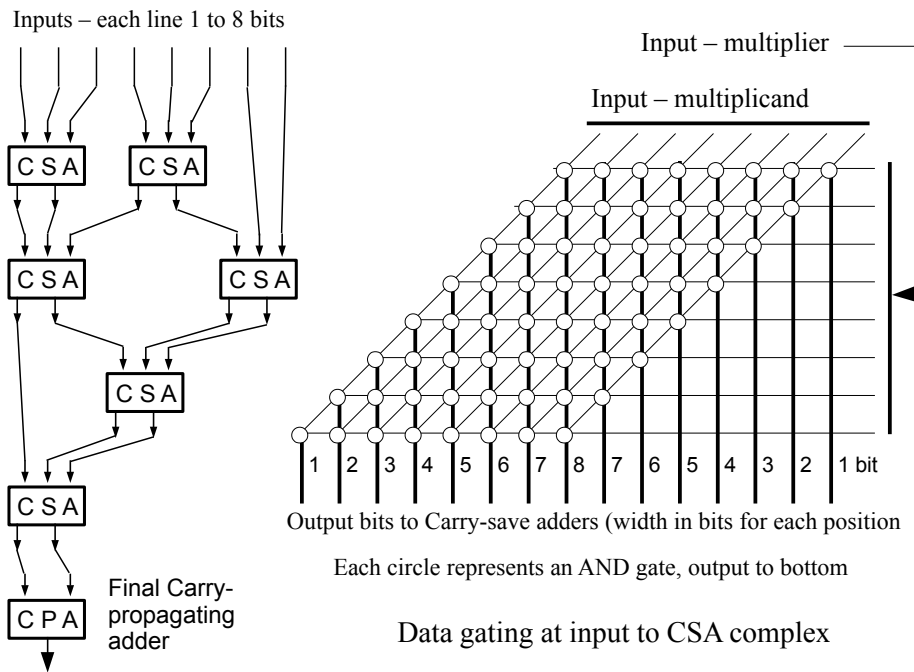 Inputs – each line 1 to 8 bits
C S A
C S A
C S A
C S A
C S A
C S A
C P A
Final Carry-
propagating
adder
Input – multiplier
Input – multiplicand
1 2 3 4 5 6 7 8 7 6 5 4 3 2 1 bit
Output bits to Carry-save adders (width in bits for each position
Each circle represents an AND gate, output to bottom
Data gating at input to CSA complex